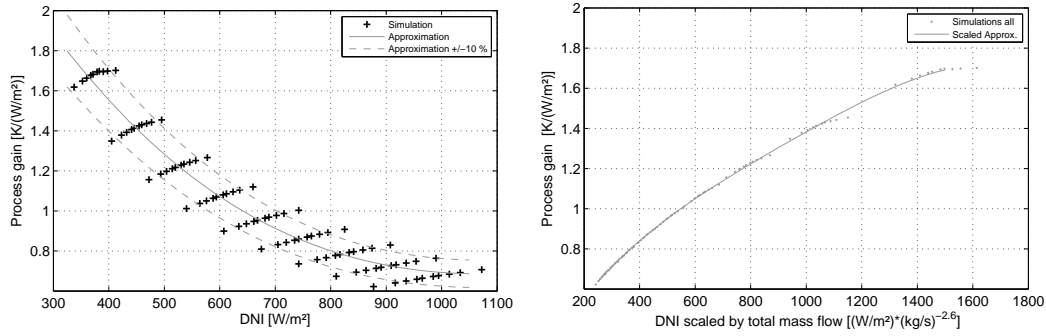 2
1.8
1.6
1.4
1.2
1
0.8
0.6
Process gain [K/(W/m²)]
300 400 500 600 700 800 900 1000 1100
DNI [W/m²]
Simulation
Approximation
Approximation +/−10 %
2
1.8
1.6
1.4
1.2
1
0.8
Process gain [K/(W/m²)]
200 400 600 800 1000 1200 1400 1600 1800
DNI scaled by total mass flow [(W/m²)*(kg/s)^−2.6]
Simulations all
Scaled Approx.